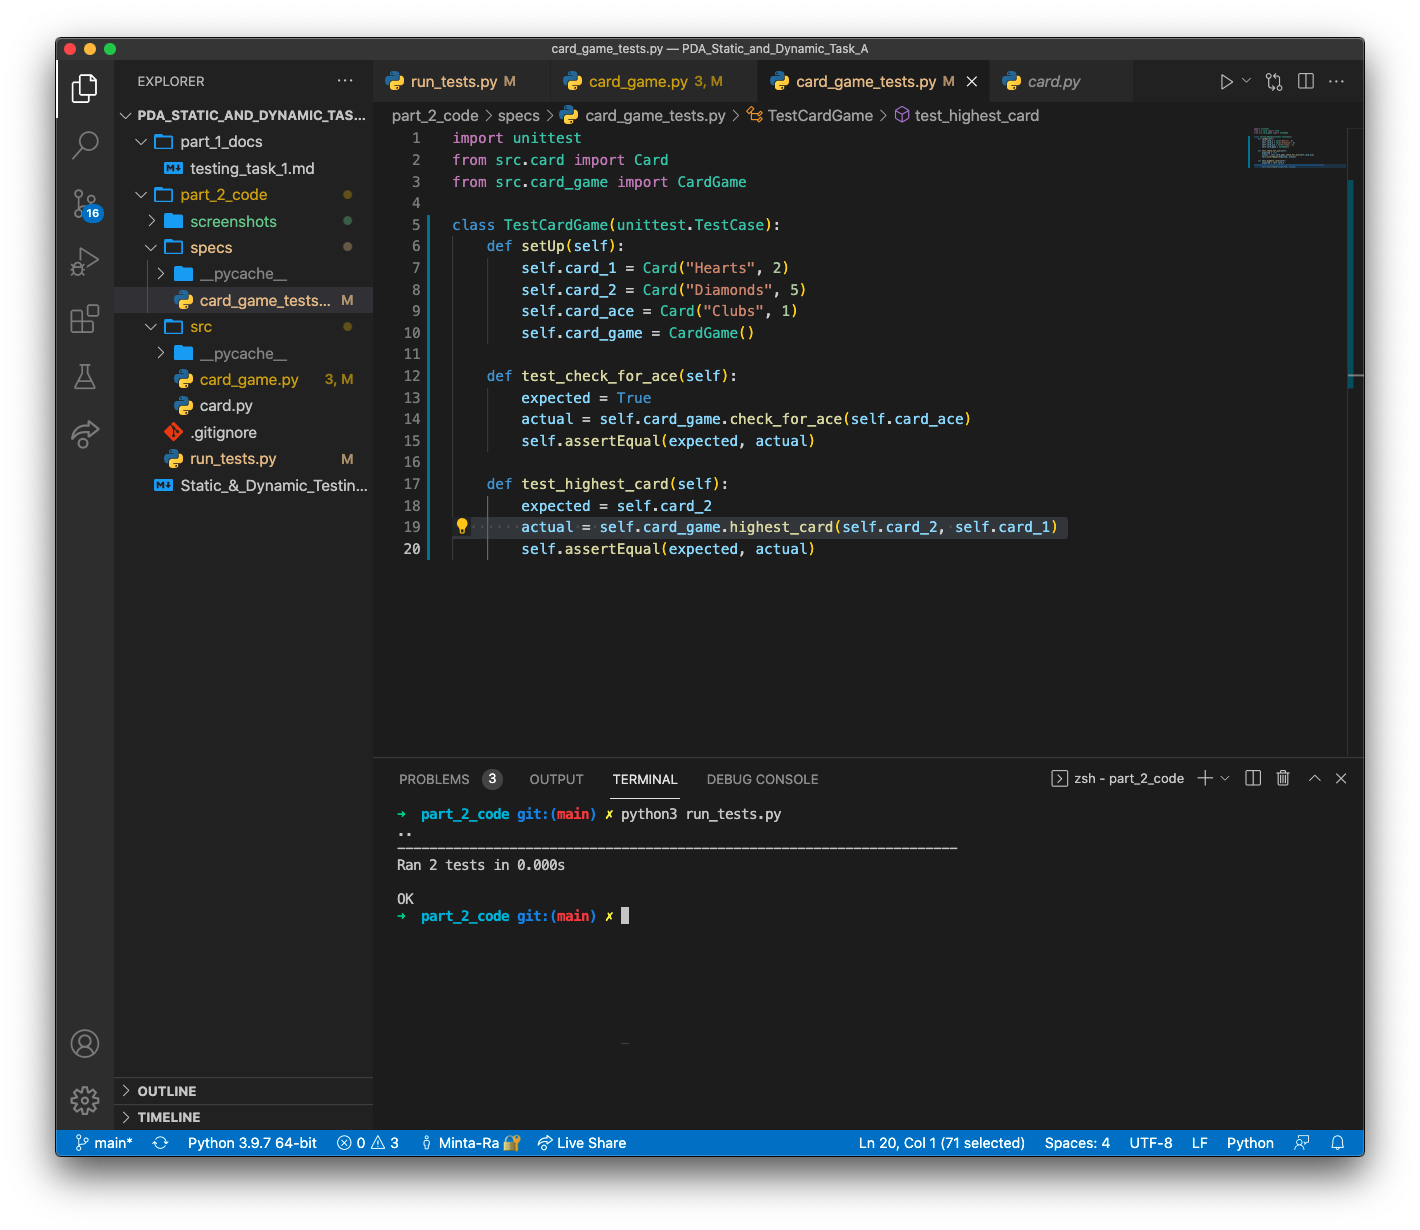 card_game_tests.py — PDA_Static_and_Dynamic_Task_A
EXPLORER
PDA_STATIC_AND_DYNAMIC_TAS...
part_1_docs
testing_task_1.md
part_2_code
screenshots
specs
__pycache__
card_game_tests... M
src
__pycache__
card_game.py 3, M
card.py
.gitignore
run_tests.py M
Static_&_Dynamic_Testin...
OUTLINE
TIMELINE
16
run_tests.py M
card_game.py 3, M
card_game_tests.py M
card.py
part_2_code > specs > card_game_tests.py > TestCardGame > test_highest_card
1 import unittest
2 from src.card import Card
3 from src.card_game import CardGame
4
5 class TestCardGame(unittest.TestCase):
6 def setUp(self):
7 self.card_1 = Card("Hearts", 2)
8 self.card_2 = Card("Diamonds", 5)
9 self.card_ace = Card("Clubs", 1)
10 self.card_game = CardGame()
11
12 def test_check_for_ace(self):
13 expected = True
14 actual = self.card_game.check_for_ace(self.card_ace)
15 self.assertEqual(expected, actual)
16
17 def test_highest_card(self):
18 expected = self.card_2
19 actual = self.card_game.highest_card(self.card_2, self.card_1)
20 self.assertEqual(expected, actual)
PROBLEMS 3 OUTPUT TERMINAL DEBUG CONSOLE zsh - part_2_code
➜ part_2_code git:(main) ✗ python3 run_tests.py
..
----------------------------------------------------------------------
Ran 2 tests in 0.000s
OK
➜ part_2_code git:(main) ✗
main* Python 3.9.7 64-bit 0 3 Minta-Ra Live Share Ln 20, Col 1 (71 selected) Spaces: 4 UTF-8 LF Python